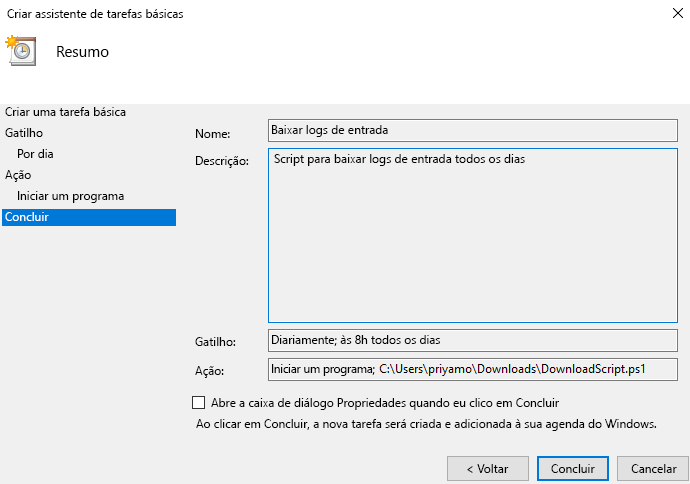 Criar assistente de tarefas básicas
Resumo
Criar uma tarefa básica
Gatilho
Por dia
Ação
Iniciar um programa
Concluir
Nome: Baixar logs de entrada
Descrição: Script para baixar logs de entrada todos os dias
Gatilho: Diariamente; às 8h todos os dias
Ação: Iniciar um programa; C:\Users\priyamo\Downloads\DownloadScript.ps1
Abre a caixa de diálogo Propriedades quando eu clico em Concluir
Ao clicar em Concluir, a nova tarefa será criada e adicionada à sua agenda do Windows.
< Voltar Concluir Cancelar